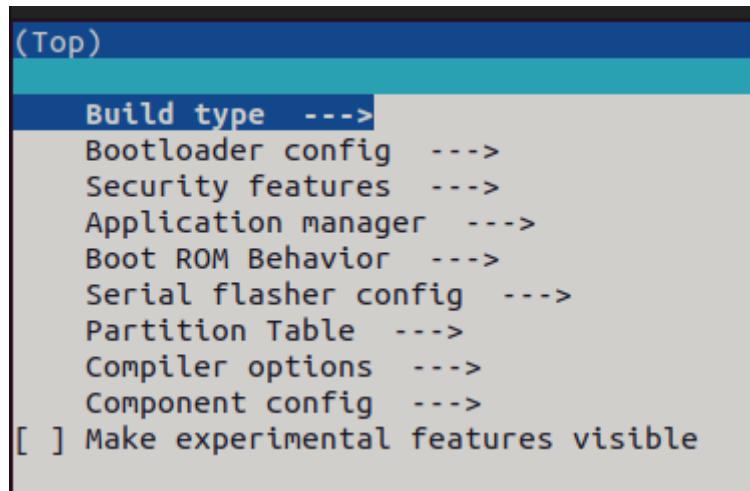 (Top)
Build type  --->
Bootloader config  --->
Security features  --->
Application manager  --->
Boot ROM Behavior  --->
Serial flasher config  --->
Partition Table  --->
Compiler options  --->
Component config  --->
[ ] Make experimental features visible